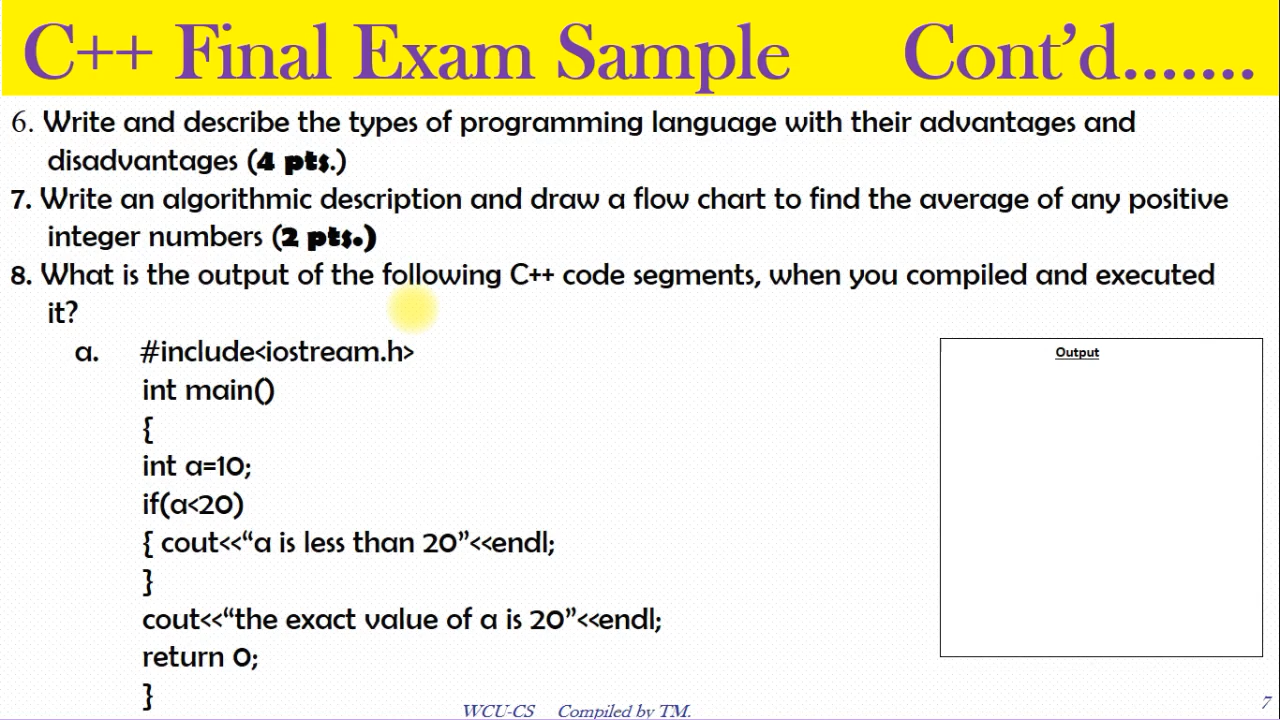 C++ Final Exam Sample Cont’d.......
6. Write and describe the types of programming language with their advantages and
disadvantages (4 pts.)
7. Write an algorithmic description and draw a flow chart to find the average of any positive
integer numbers (2 pts.)
8. What is the output of the following C++ code segments, when you compiled and executed
it?
a. #include<iostream.h>
Output
int main()
{
int a=10;
if(a<20)
{ cout<<“a is less than 20”<<endl;
}
cout<<“the exact value of a is 20”<<endl;
return 0;
}
WCU-CS Compiled by TM.
7